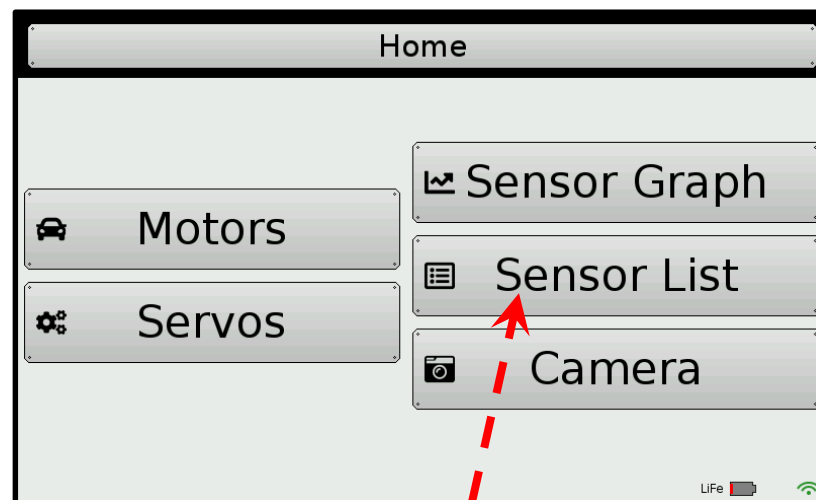 Home
Motors
Servos
Sensor Graph
Sensor List
Camera
LiFe